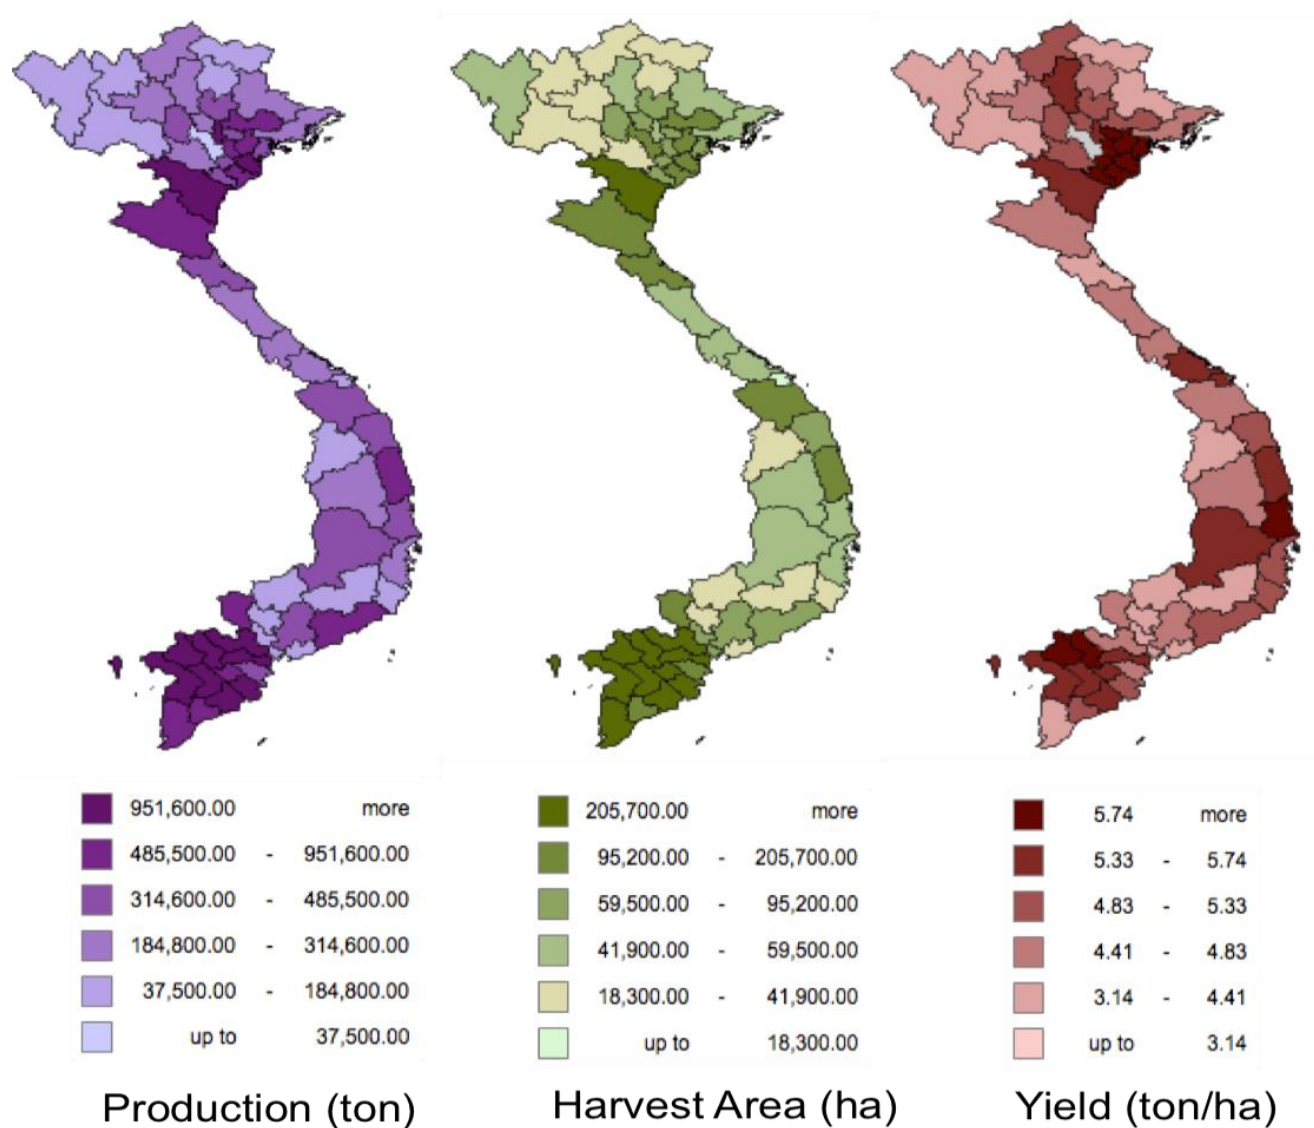 951,600.00 more
485,500.00 - 951,600.00
314,600.00 - 485,500.00
184,800.00 - 314,600.00
37,500.00 - 184,800.00
up to 37,500.00
Production (ton)
205,700.00 more
95,200.00 - 205,700.00
59,500.00 - 95,200.00
41,900.00 - 59,500.00
18,300.00 - 41,900.00
up to 18,300.00
Harvest Area (ha)
5.74 more
5.33 - 5.74
4.83 - 5.33
4.41 - 4.83
3.14 - 4.41
up to 3.14
Yield (ton/ha)